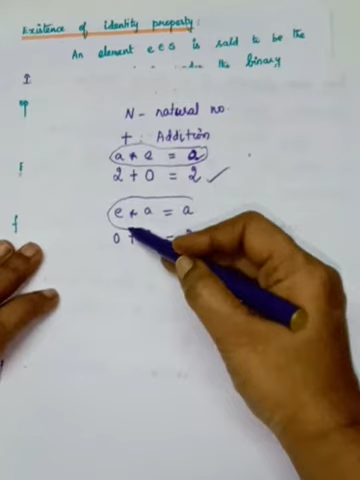 Existence of identity property:
An element e ∈ S is said to be the
the binary
N - natural no.
+ : Addition
a * e = a
2 + 0 = 2 ✓
e * a = a
0 +